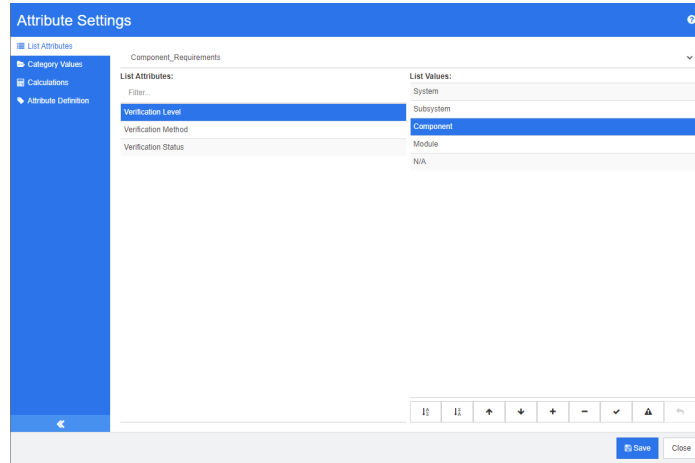 Attribute Settings
List Attributes
Category Values
Calculations
Attribute Definition
Component_Requirements
List Attributes:
Filter...
Verification Level
Verification Method
Verification Status
List Values:
System
Subsystem
Component
Module
N/A
Save
Close